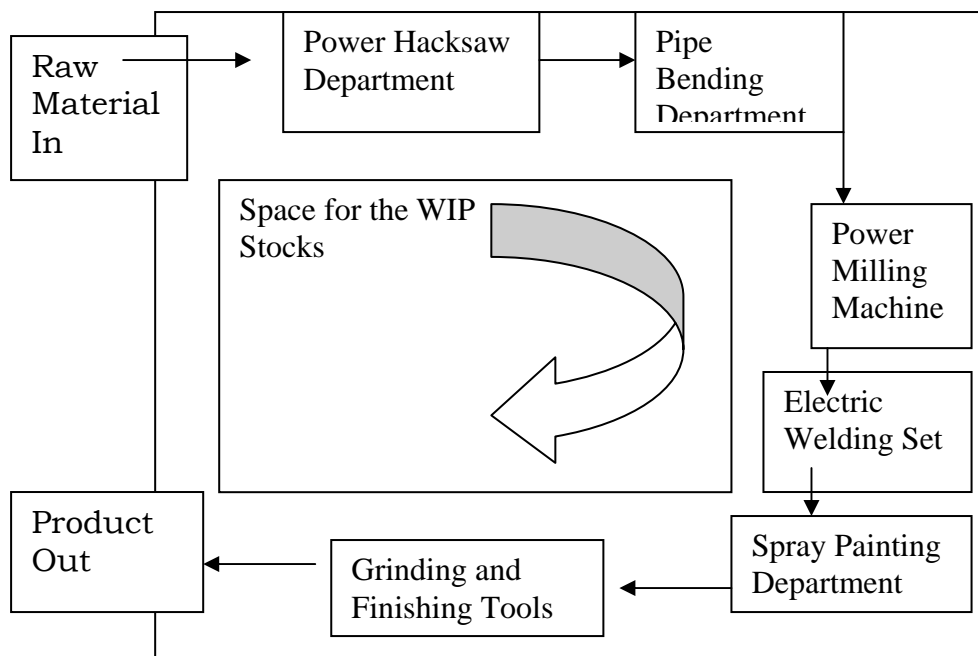 Raw
Material
In
Power Hacksaw
Department
Pipe
Bending
Department
Space for the WIP
Stocks
Power
Milling
Machine
Electric
Welding Set
Spray Painting
Department
Grinding and
Finishing Tools
Product
Out